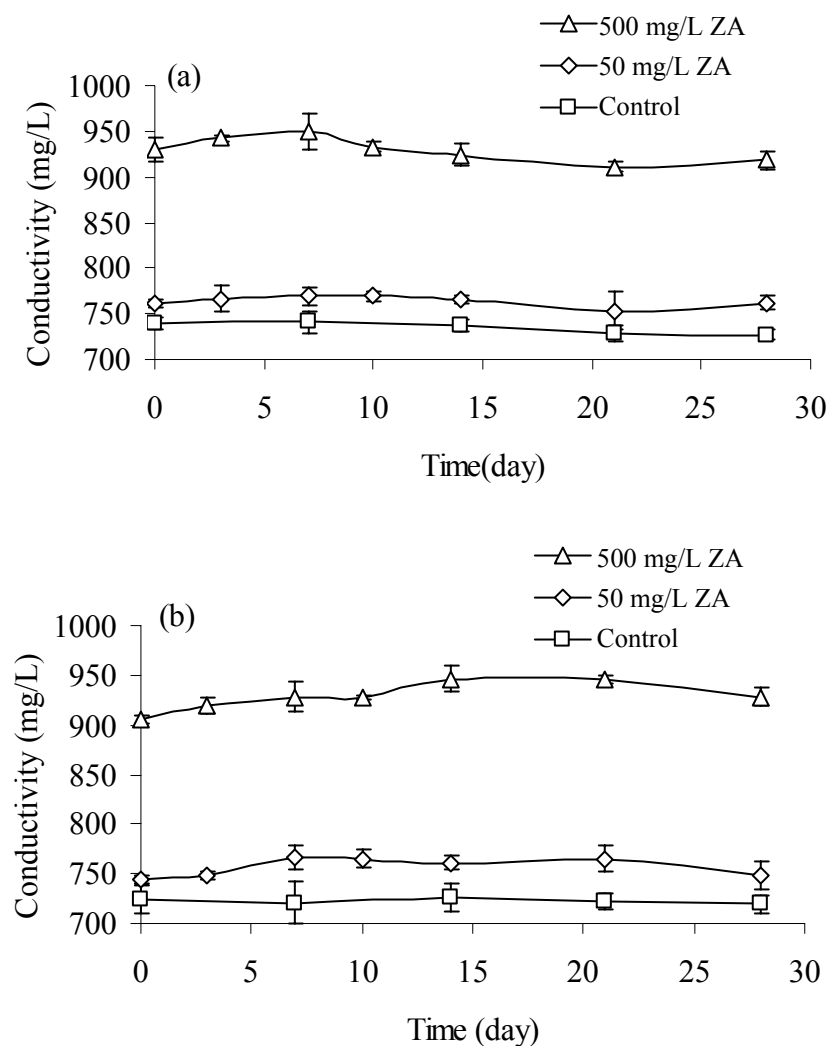 500 mg/L ZA
50 mg/L ZA
Control
(a)
1000
950
900
850
800
750
700
Conductivity (mg/L)
0 5 10 15 20 25 30
Time(day)
500 mg/L ZA
50 mg/L ZA
Control
(b)
1000
950
900
850
800
750
700
Conductivity (mg/L)
0 5 10 15 20 25 30
Time (day)